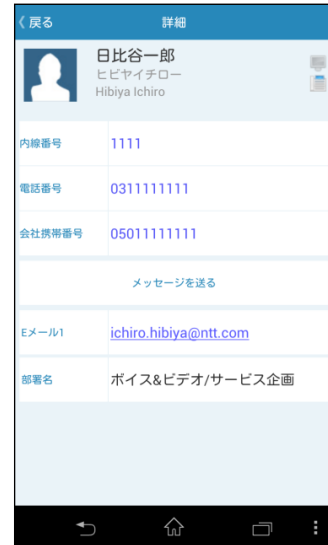 《戻る 詳細
日比谷一郎
ヒビヤイチロー
Hibiya Ichiro
内線番号 1111
電話番号 0311111111
会社携帯番号 05011111111
メッセージを送る
Eメール1 ichiro.hibiya@ntt.com
部署名 ボイス&ビデオ/サービス企画